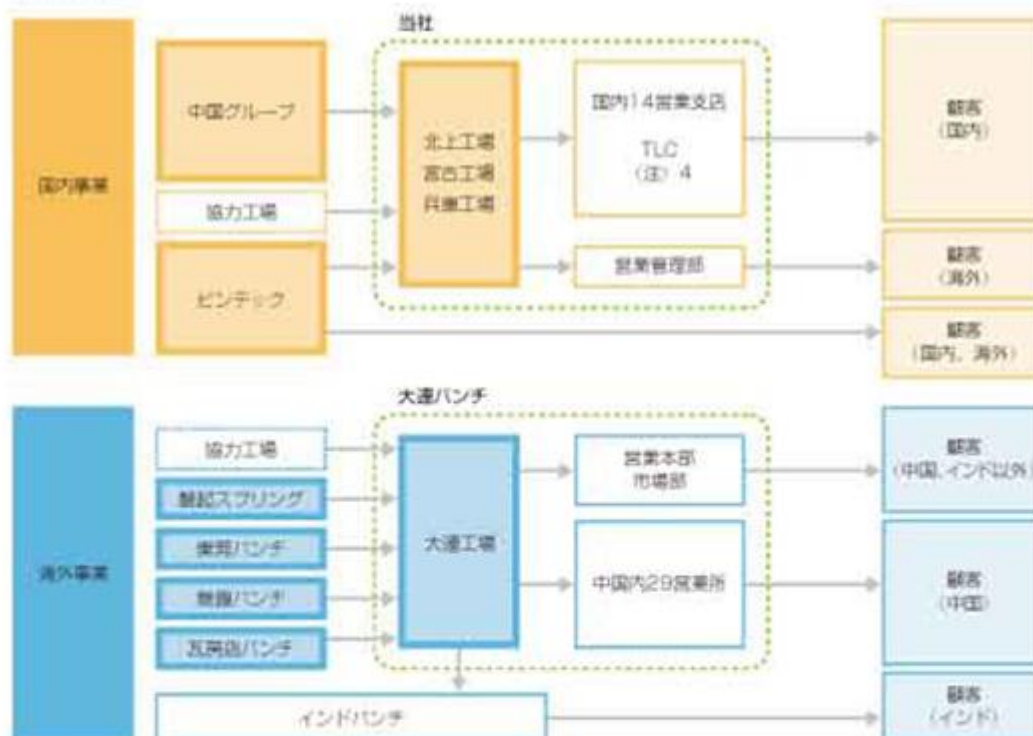 当社
国内事業
中国グループ
協力工場
ピンテック
北上工場
宮古工場
兵庫工場
国内14営業支店
TLC
(注) 4
営業管理部
顧客
(国内)
顧客
(海外)
顧客
(国内、海外)
大連パンチ
海外事業
協力工場
盤起スプリング
東莞パンチ
無錫パンチ
瓦房店パンチ
大連工場
営業本部
市場部
中国内29営業所
インドパンチ
顧客
(中国、インド以外)
顧客
(中国)
顧客
(インド)